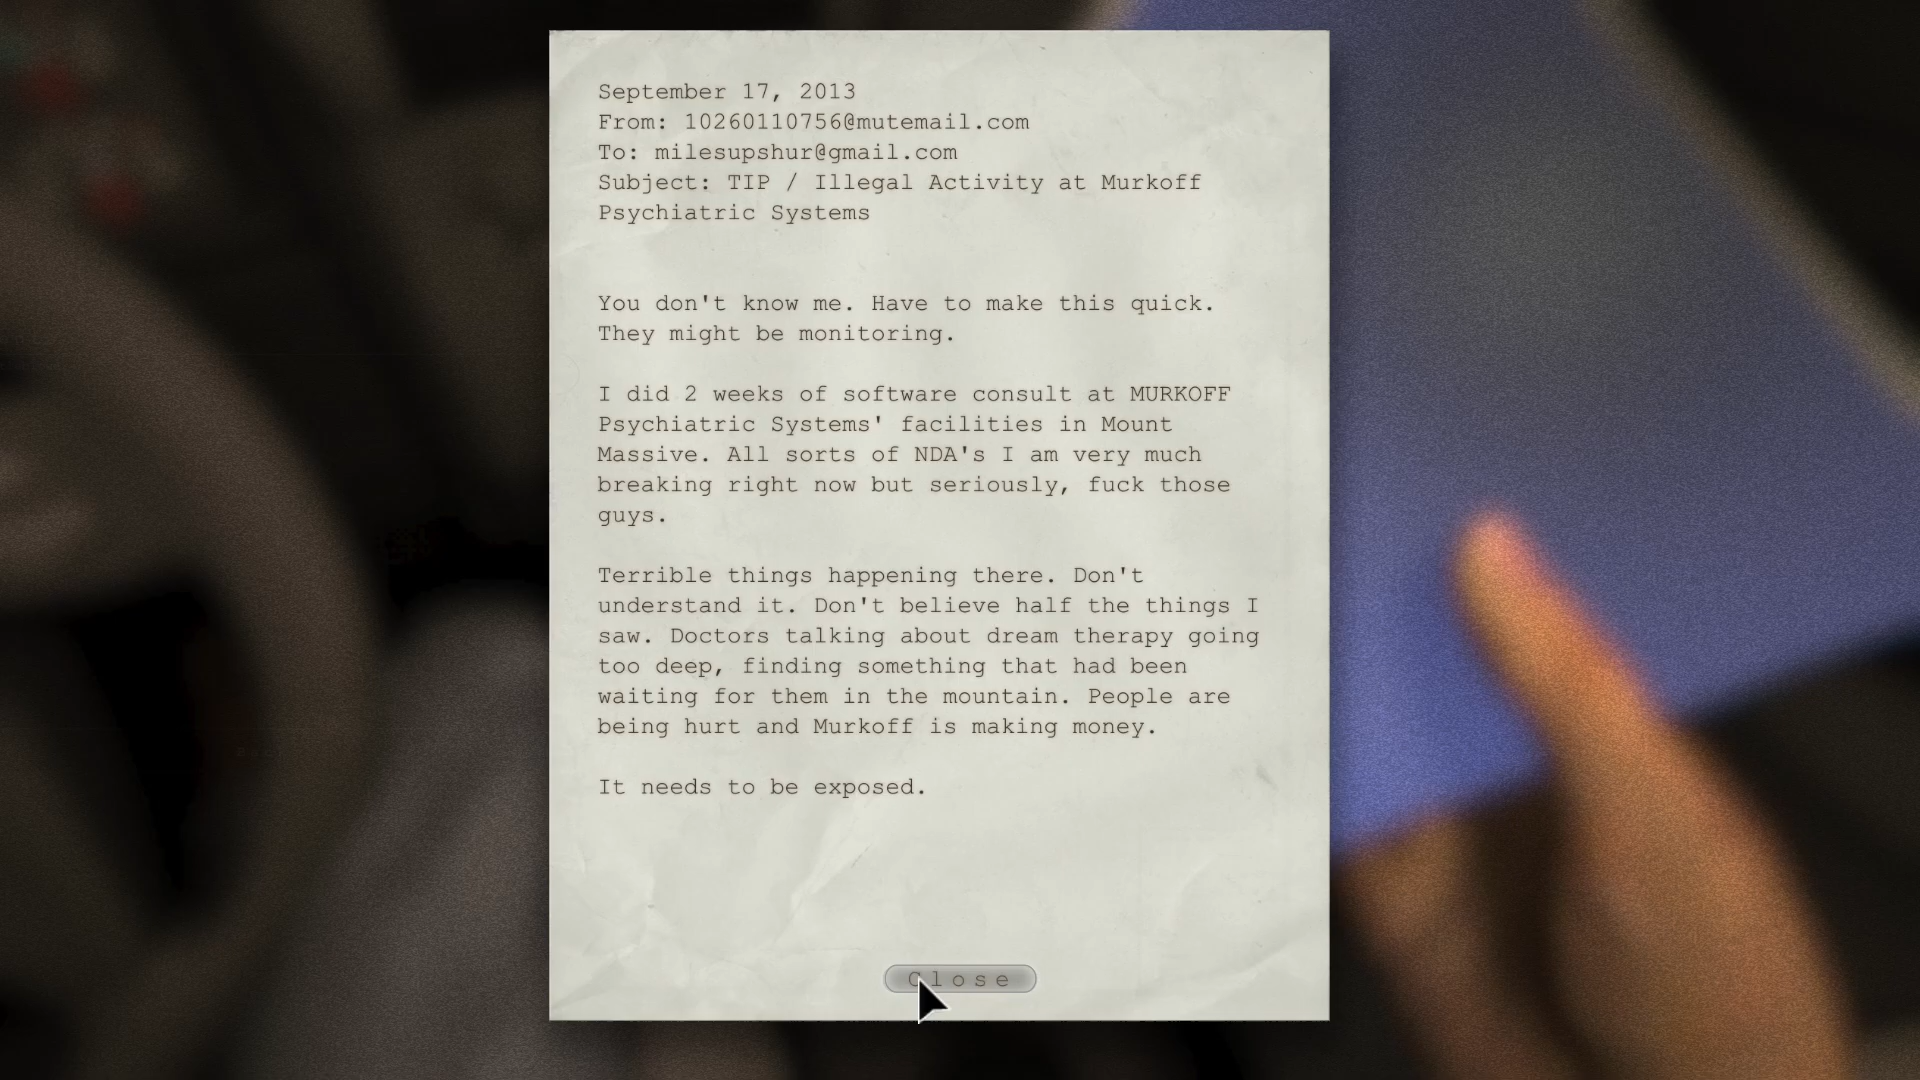 September 17, 2013
From: 10260110756@mutemail.com
To: milesupshur@gmail.com
Subject: TIP / Illegal Activity at Murkoff
Psychiatric Systems
You don't know me. Have to make this quick.
They might be monitoring.
I did 2 weeks of software consult at MURKOFF
Psychiatric Systems' facilities in Mount
Massive. All sorts of NDA's I am very much
breaking right now but seriously, fuck those
guys.
Terrible things happening there. Don't
understand it. Don't believe half the things I
saw. Doctors talking about dream therapy going
too deep, finding something that had been
waiting for them in the mountain. People are
being hurt and Murkoff is making money.
It needs to be exposed.
Close